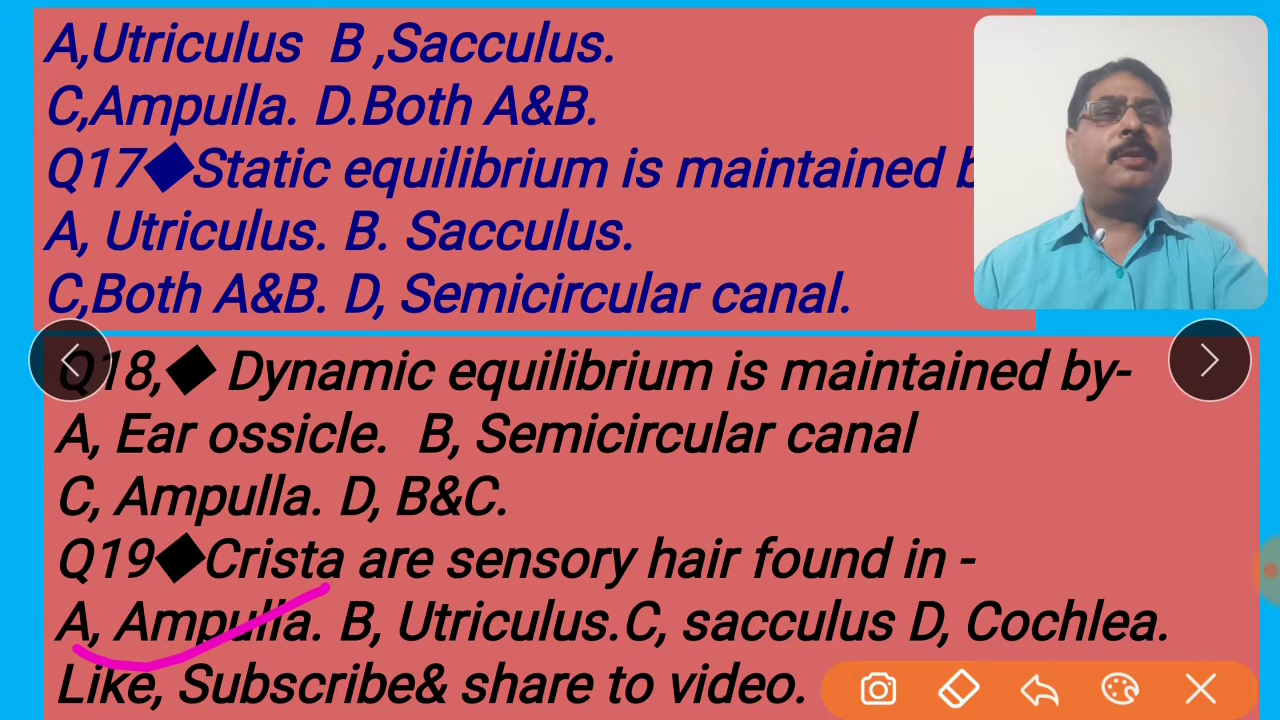 A,Utriculus B ,Sacculus.
C,Ampulla. D.Both A&B.
Q17◆Static equilibrium is maintained
A, Utriculus. B. Sacculus.
C,Both A&B. D, Semicircular canal.
Q18,◆ Dynamic equilibrium is maintained by-
A, Ear ossicle. B, Semicircular canal
C, Ampulla. D, B&C.
Q19◆Crista are sensory hair found in -
A, Ampulla. B, Utriculus.C, sacculus D, Cochlea.
Like, Subscribe& share to video.